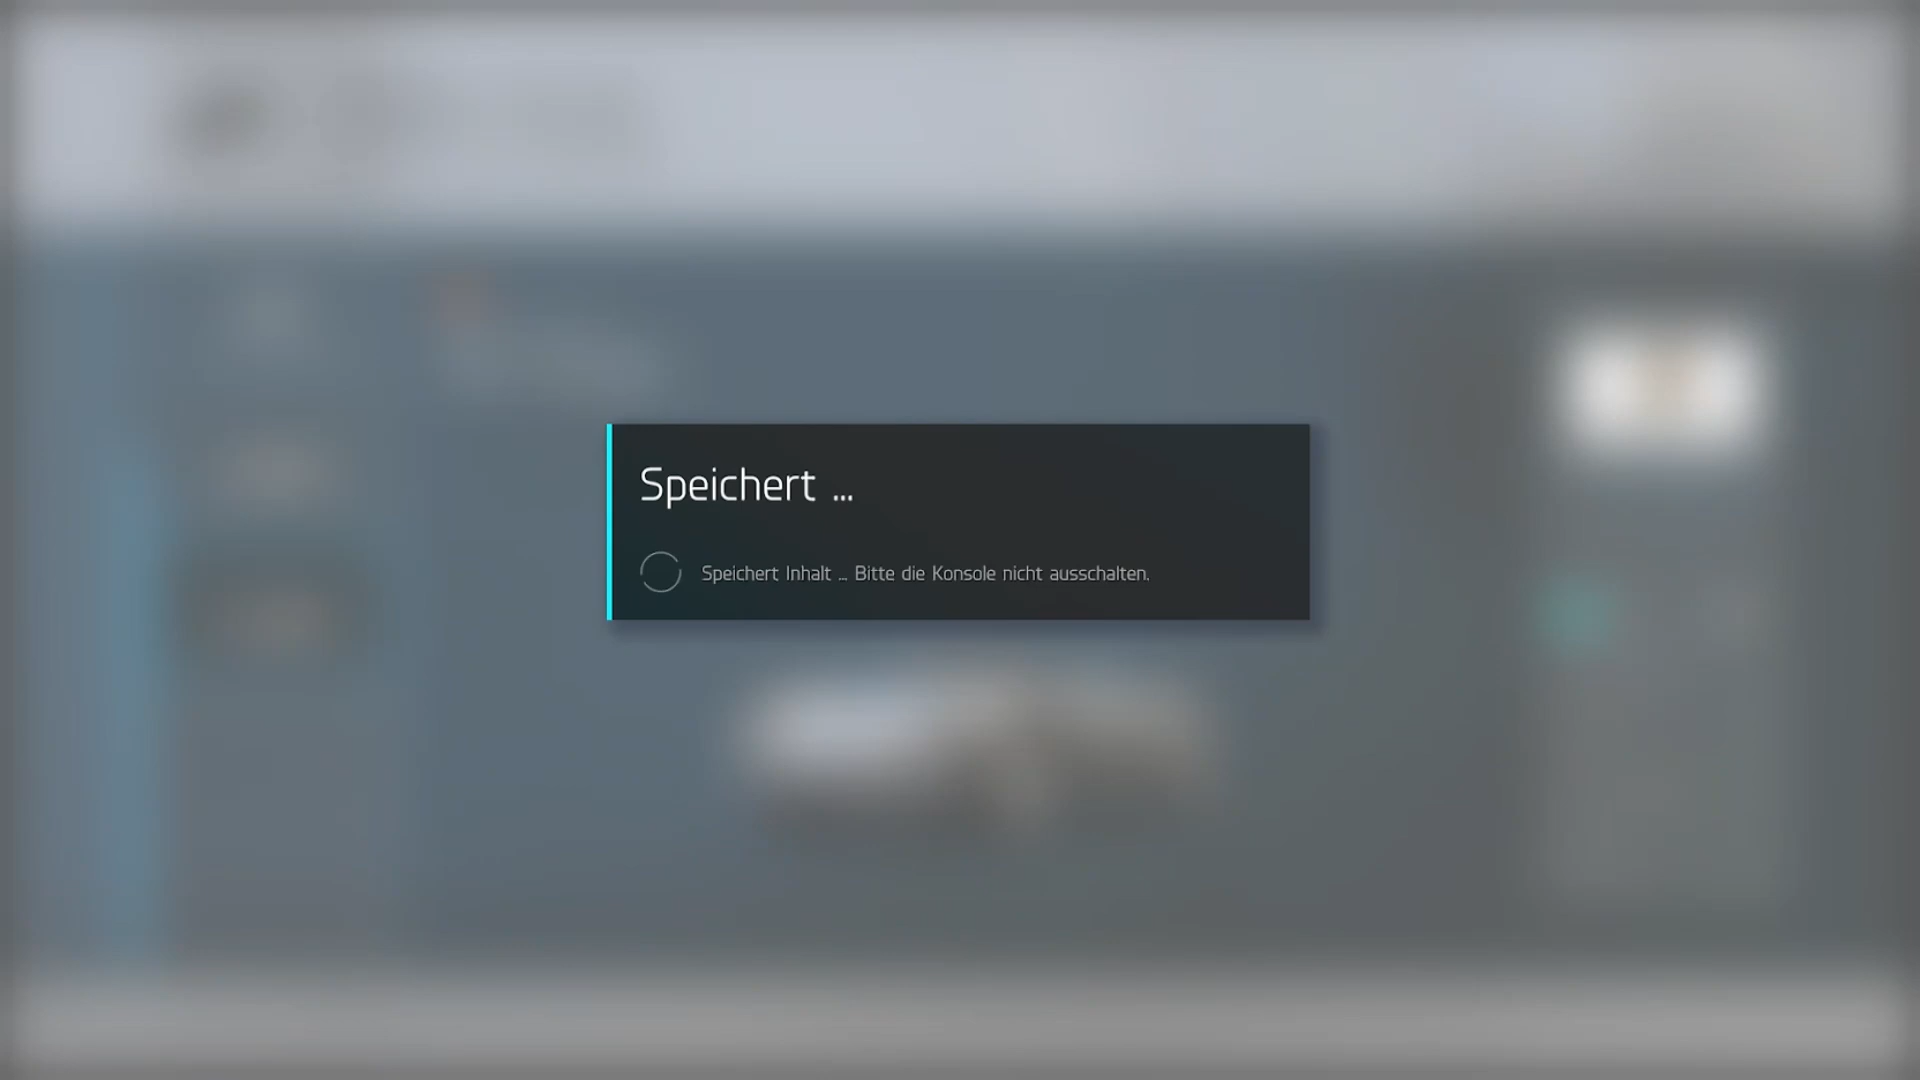 Speichert ...
Speichert Inhalt ... Bitte die Konsole nicht ausschalten.